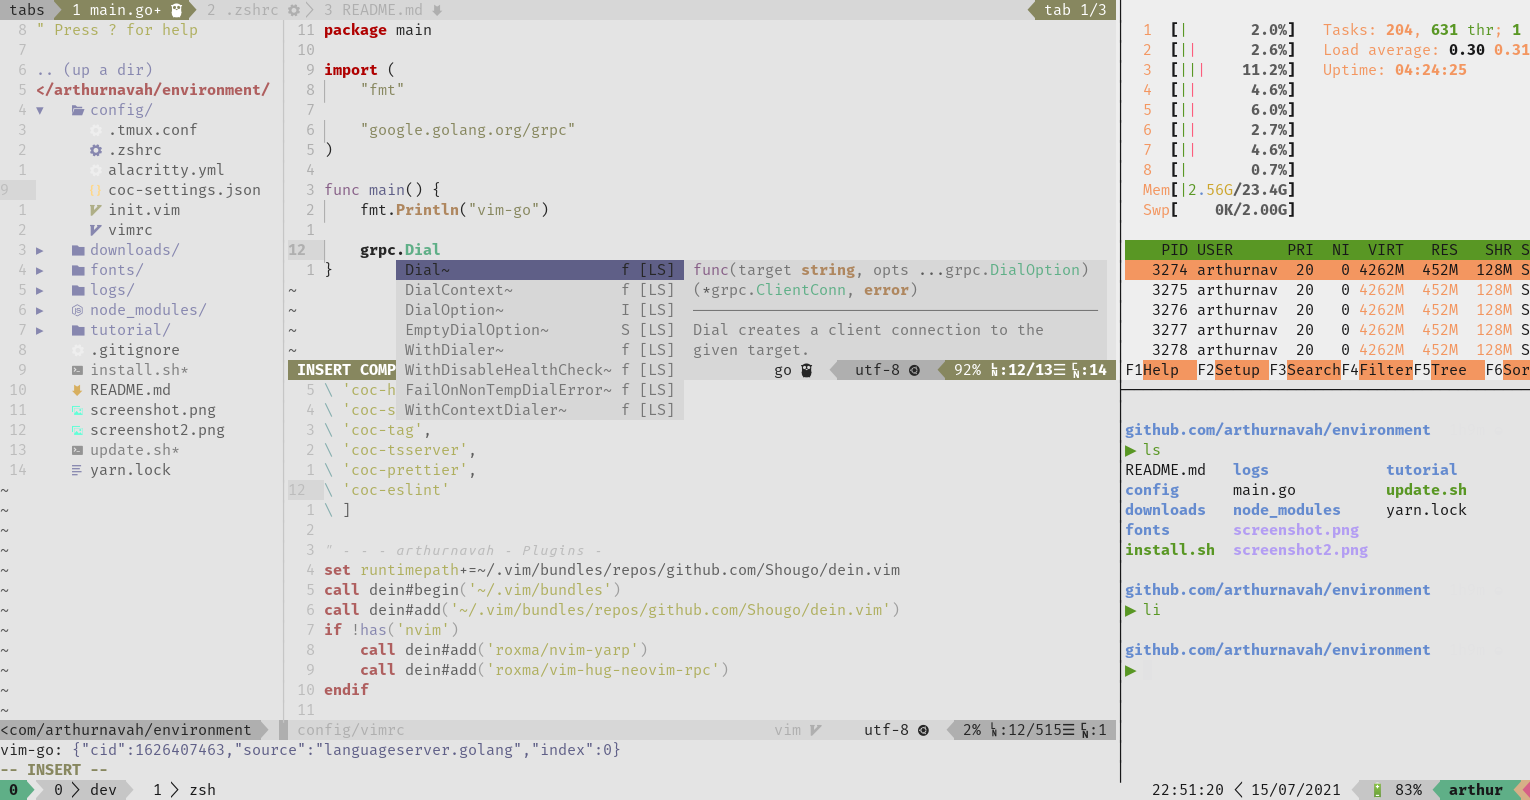 tabs 1 main.go+ 2 .zshrc 3 README.md tab 1/3
8 " Press ? for help
7
6 .. (up a dir)
5 </arthurnavah/environment/
4 ▼ config/
3 .tmux.conf
2 .zshrc
1 alacritty.yml
9 coc-settings.json
1 init.vim
2 vimrc
3 ▶ downloads/
4 ▶ fonts/
5 ▶ logs/
6 ▶ node_modules/
7 ▶ tutorial/
8 .gitignore
9 install.sh*
10 README.md
11 screenshot.png
12 screenshot2.png
13 update.sh*
14 yarn.lock
~
~
~
~
~
~
~
~
~
~
~
~
<com/arthurnavah/environment
11 package main
10
9 import (
8 "fmt"
7
6 "google.golang.org/grpc"
5 )
4
3 func main() {
2 fmt.Println("vim-go")
1
12 grpc.Dial
1 }
~
~
~
~
Dial~ f [LS]
DialContext~ f [LS]
DialOption~ I [LS]
EmptyDialOption~ S [LS]
WithDialer~ f [LS]
WithDisableHealthCheck~ f [LS]
FailOnNonTempDialError~ f [LS]
WithContextDialer~ f [LS]
func(target string, opts ...grpc.DialOption)
(*grpc.ClientConn, error)
Dial creates a client connection to the
given target.
INSERT COMP go utf-8 92% LN:12/13☰ CN:14
5 \ 'coc-h
4 \ 'coc-s
3 \ 'coc-tag',
2 \ 'coc-tsserver',
1 \ 'coc-prettier',
12 \ 'coc-eslint'
1 \ ]
2
3 " - - - arthurnavah - Plugins -
4 set runtimepath+=~/.vim/bundles/repos/github.com/Shougo/dein.vim
5 call dein#begin('~/.vim/bundles')
6 call dein#add('~/.vim/bundles/repos/github.com/Shougo/dein.vim')
7 if !has('nvim')
8 call dein#add('roxma/nvim-yarp')
9 call dein#add('roxma/vim-hug-neovim-rpc')
10 endif
11
config/vimrc vim utf-8 2% LN:12/515☰ CN:1
vim-go: {"cid":1626407463,"source":"languageserver.golang","index":0}
-- INSERT --
1 [| 2.0%] Tasks: 204, 631 thr; 1
2 [|| 2.6%] Load average: 0.30 0.31
3 [||| 11.2%] Uptime: 04:24:25
4 [|| 4.6%]
5 [|| 6.0%]
6 [|| 2.7%]
7 [|| 4.6%]
8 [| 0.7%]
Mem[|2.56G/23.4G]
Swp[ 0K/2.00G]
PID USER PRI NI VIRT RES SHR S
3274 arthurnav 20 0 4262M 452M 128M S
3275 arthurnav 20 0 4262M 452M 128M S
3276 arthurnav 20 0 4262M 452M 128M S
3277 arthurnav 20 0 4262M 452M 128M S
3278 arthurnav 20 0 4262M 452M 128M S
F1Help F2Setup F3SearchF4FilterF5Tree F6Sor
github.com/arthurnavah/environment
▶ ls
README.md logs tutorial
config main.go update.sh
downloads node_modules yarn.lock
fonts screenshot.png
install.sh screenshot2.png
github.com/arthurnavah/environment
▶ li
github.com/arthurnavah/environment
▶
0 0 > dev 1 > zsh 22:51:20 < 15/07/2021 83% arthur